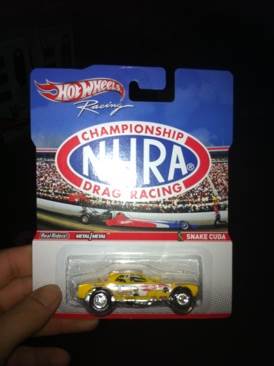 HOT WHEELS
Racing
CHAMPIONSHIP
NHRA
DRAG RACING
Real Riders METAL/METAL SNAKE CUDA